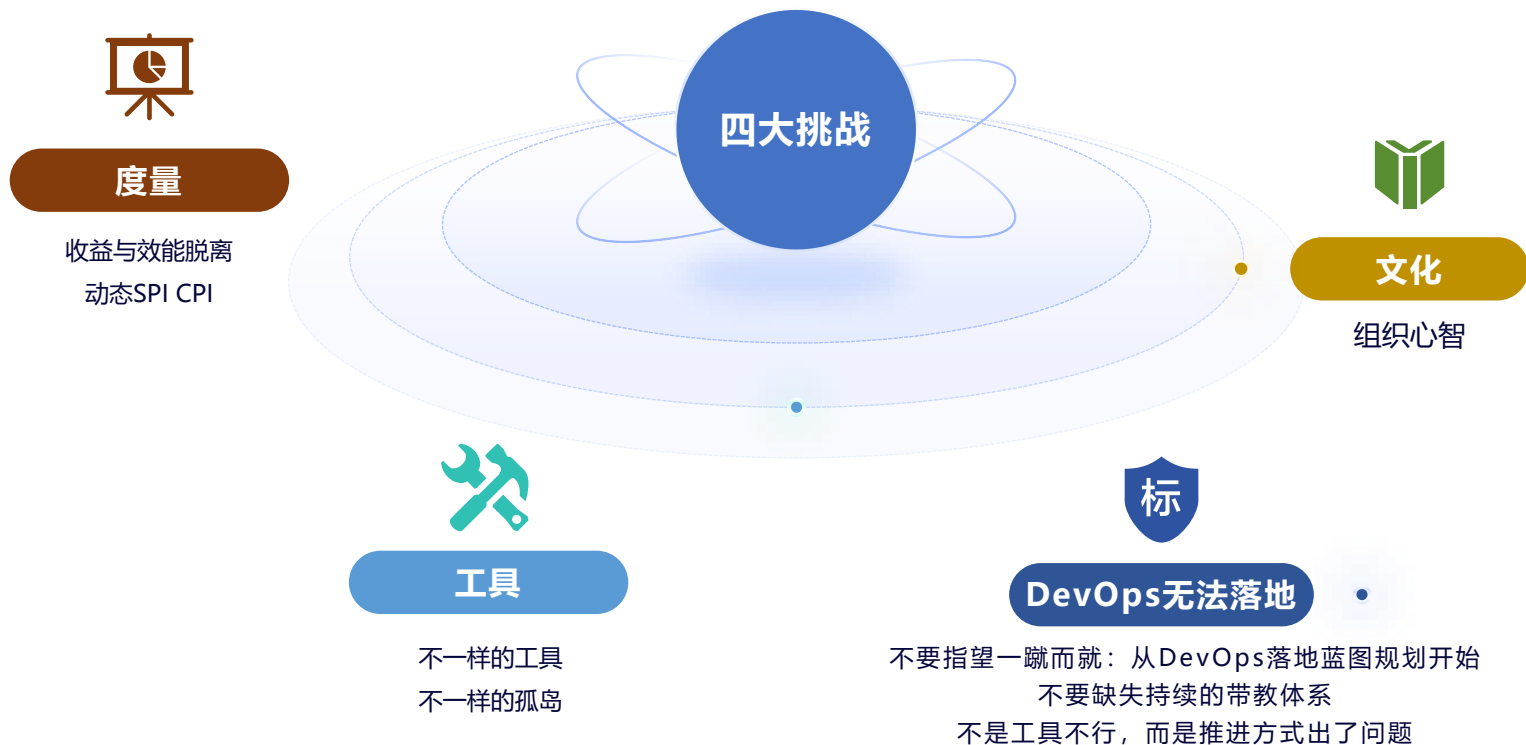 四大挑战
度量
收益与效能脱离
动态SPI CPI
文化
组织心智
工具
不一样的工具
不一样的孤岛
标
DevOps无法落地
不要指望一蹴而就：从DevOps落地蓝图规划开始
不要缺失持续的带教体系
不是工具不行，而是推进方式出了问题